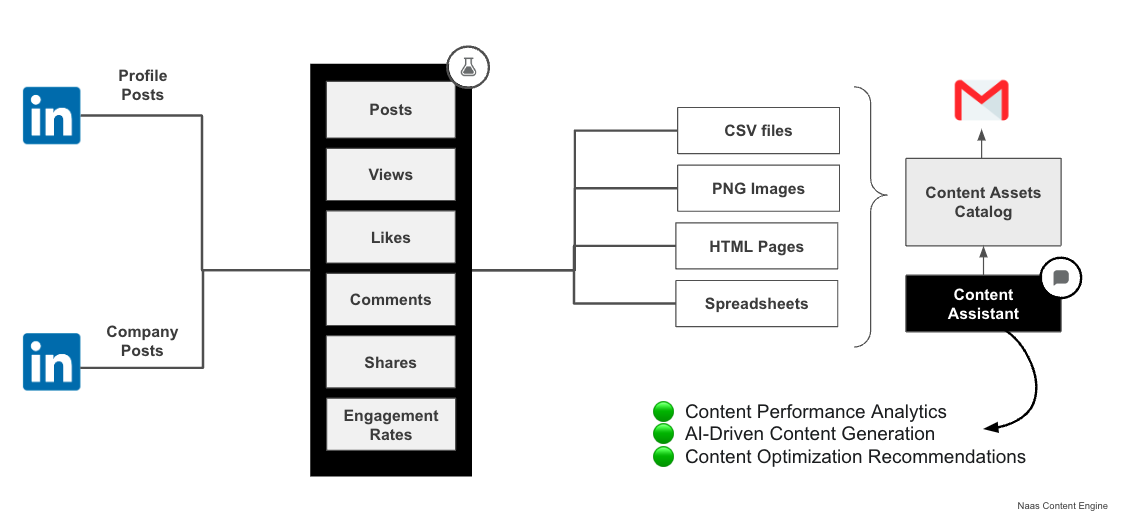 Profile
Posts
in
Company
Posts
in
Posts
Views
Likes
Comments
Shares
Engagement
Rates
CSV files
PNG Images
HTML Pages
Spreadsheets
Content Assets
Catalog
Content
Assistant
Content Performance Analytics
AI-Driven Content Generation
Content Optimization Recommendations
Naas Content Engine